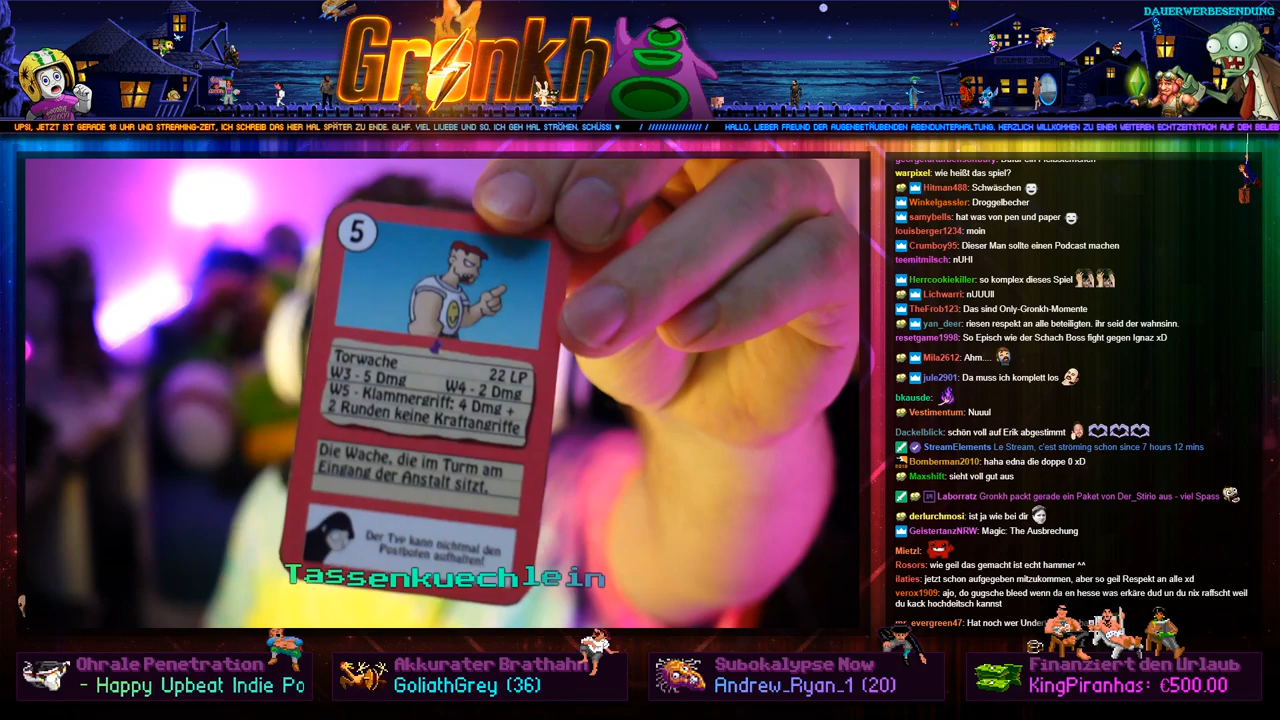 DAUERWERBESENDUNG
Gronkh
UPSI, JETZT IST GERADE 18 UHR UND STREAMING-ZEIT, ICH SCHREIB DAS HIER MAL SPÄTER ZU ENDE. GLHF. VIEL LIUEBE UND SO. ICH GEH MAL STRÖMEN. SCHÜSSI ♥ / //////////////// / HALLO, LIEBER FREUND DER AUGENBETÄUBENDEN ABENDUNTERHALTUNG. HERZLICH WILLKOMMEN ZU EINEM WEITEREN ECHTZEITSTROM AUF DEM BELIEB
5
Torwache 22 LP
W3 - 5 Dmg W4 - 2 Dmg
W5 - Klammergriff: 4 Dmg +
2 Runden keine Kraftangriffe
Die Wache, die im Turm am
Eingang der Anstalt sitzt.
Der Typ kann nichtmal den
Postboten aufhalten!
Tassenkuechlein
warpixel: wie heißt das spiel?
Hitman488: Schwäschen
Winkelgassler: Droggelbecher
samybells: hat was von pen und paper
louisberger1234: moin
Crumboy95: Dieser Man sollte einen Podcast machen
teemitmilsch: nUHI
Herrcookiekiller: so komplex dieses Spiel
Lichwarri: nUUUll
TheFrob123: Das sind Only-Gronkh-Momente
yan_deer: riesen respekt an alle beteiligten. ihr seid der wahnsinn.
resetgame1998: So Episch wie der Schach Boss fight gegen Ignaz xD
Mila2612: Ahm....
jule2901: Da muss ich komplett los
bkausde:
Vestimentum: Nuuul
Dackelblick: schön voll auf Erik abgestimmt
StreamElements Le Stream, c'est ströming schon since 7 hours 12 mins
Bomberman2010: haha edna die doppe 0 xD
Maxshift: sieht voll gut aus
Laborratz Gronkh packt gerade ein Paket von Der_Stirio aus - viel Spass
derlurchmosi: ist ja wie bei dir
GeistertanzNRW: Magic: The Ausbrechung
Mietzl:
Rosors: wie geil das gemacht ist echt hammer ^^
ilaties: jetzt schon aufgegeben mitzukommen, aber so geil Respekt an alle xd
verox1909: ajo, do gugsche bleed wenn da en hesse was erkäre dud un du nix raffscht weil
du kack hochdeitsch kannst
mr_evergreen47: Hat noch wer
Ohrale Penetration
- Happy Upbeat Indie Po
Akkurater Brathahn
GoliathGrey (36)
Subokalypse Now
Andrew_Ryan_1 (20)
Finanziert den Urlaub
KingPiranhas: €500.00